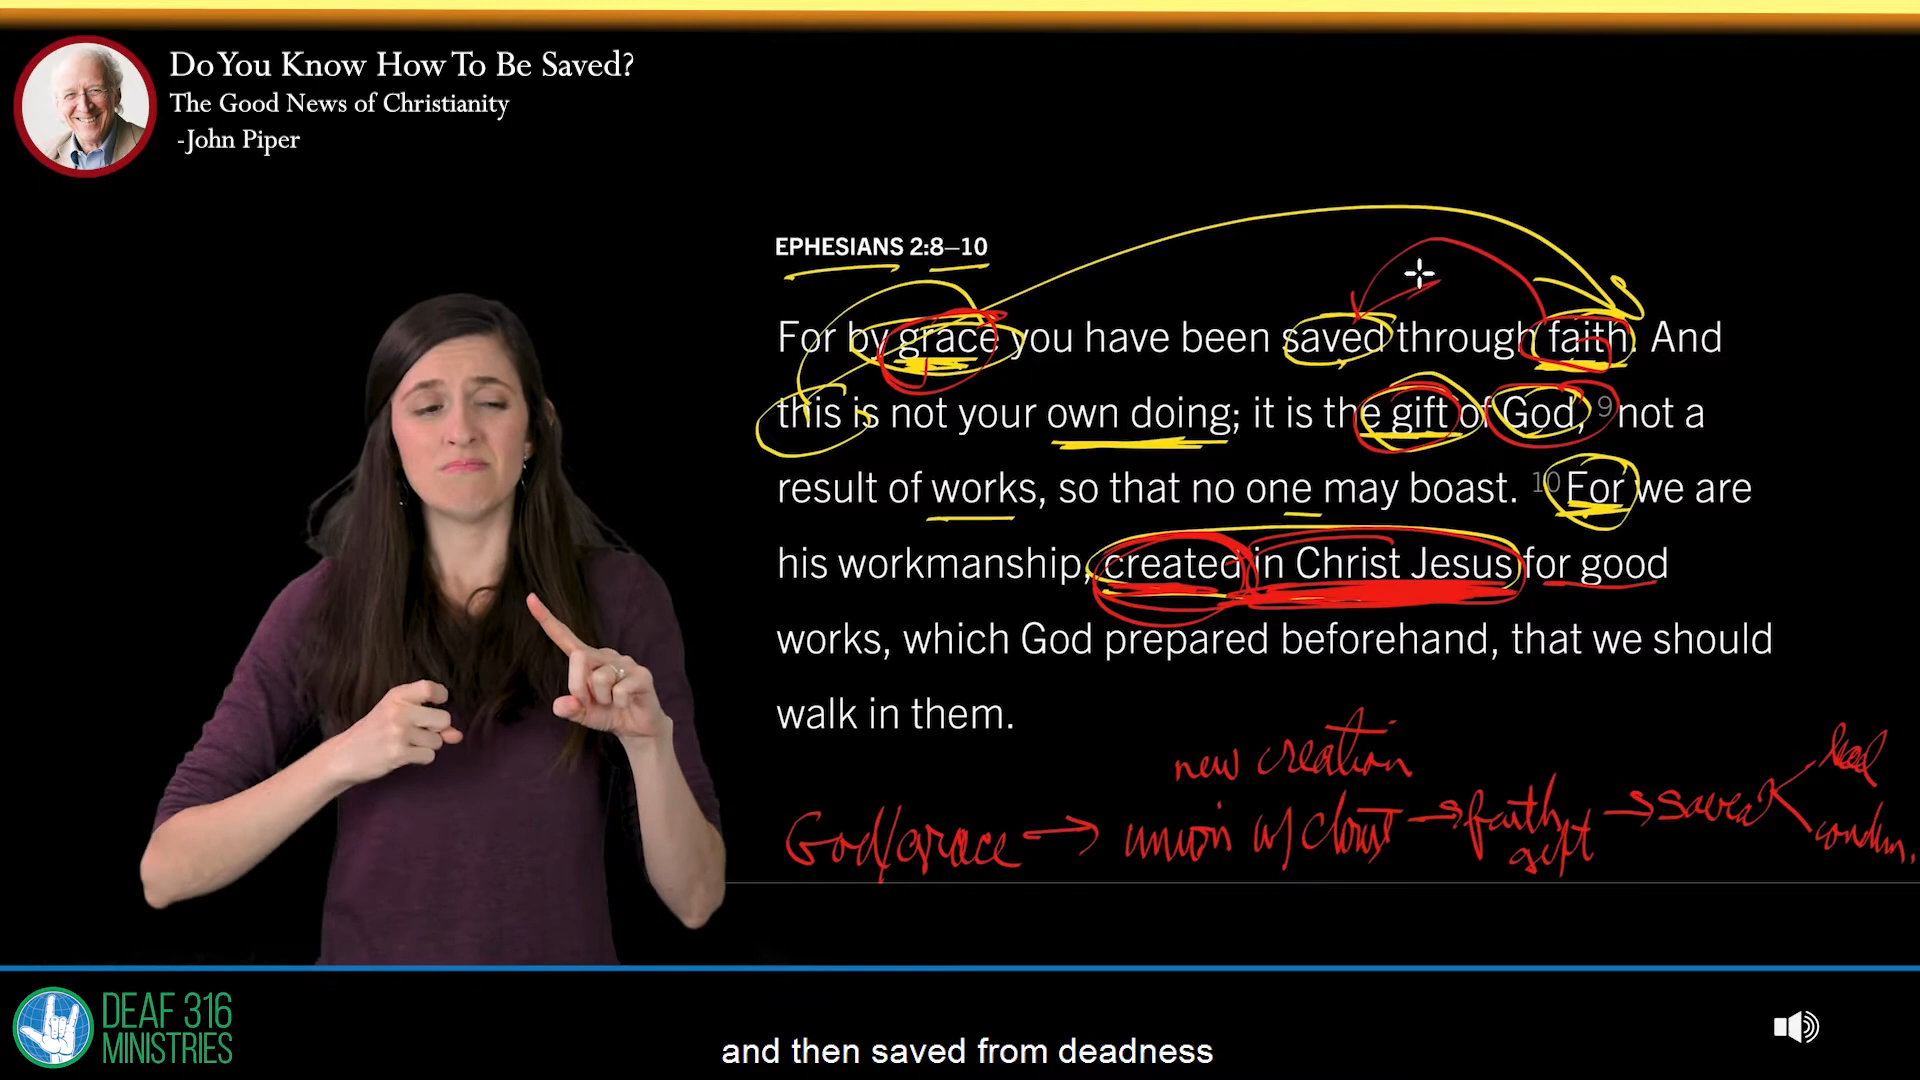 Do You Know How To Be Saved?
The Good News of Christianity
-John Piper
EPHESIANS 2:8–10
For by grace you have been saved through faith. And
this is not your own doing; it is the gift of God, 9 not a
result of works, so that no one may boast. 10 For we are
his workmanship, created in Christ Jesus for good
works, which God prepared beforehand, that we should
walk in them.
new creation
God/grace → union w/ Christ → faith → saved
gift
condem.
DEAF 316
MINISTRIES
and then saved from deadness